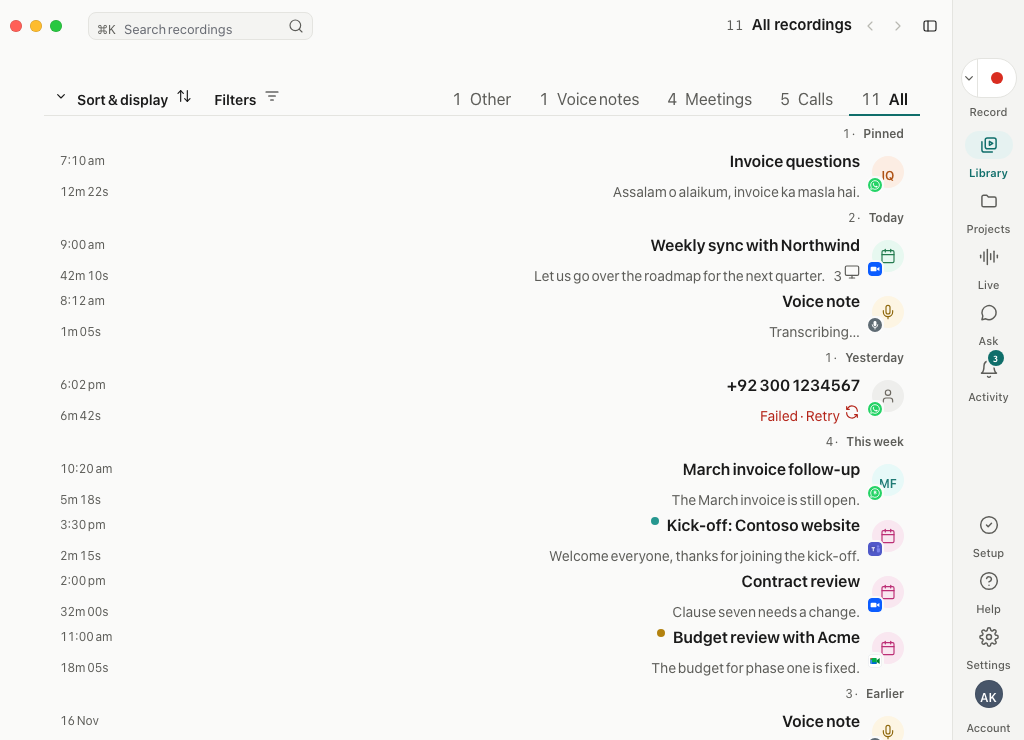 ⌘K Search recordings
11 All recordings
Sort & display
Filters
1 Other
1 Voice notes
4 Meetings
5 Calls
11 All
1 · Pinned
Invoice questions
7:10 am
IQ
Assalam o alaikum, invoice ka masla hai.
12m 22s
2 · Today
Weekly sync with Northwind
9:00 am
Let us go over the roadmap for the next quarter. 3
42m 10s
Voice note
8:12 am
Transcribing…
1m 05s
1 · Yesterday
+92 300 1234567
6:02 pm
Failed · Retry
6m 42s
4 · This week
March invoice follow-up
10:20 am
MF
The March invoice is still open.
5m 18s
Kick-off: Contoso website
3:30 pm
Welcome everyone, thanks for joining the kick-off.
2m 15s
Contract review
2:00 pm
Clause seven needs a change.
32m 00s
Budget review with Acme
11:00 am
The budget for phase one is fixed.
18m 05s
3 · Earlier
Voice note
16 Nov
Record
Library
Projects
Live
Ask
3
Activity
Setup
Help
Settings
AK
Account